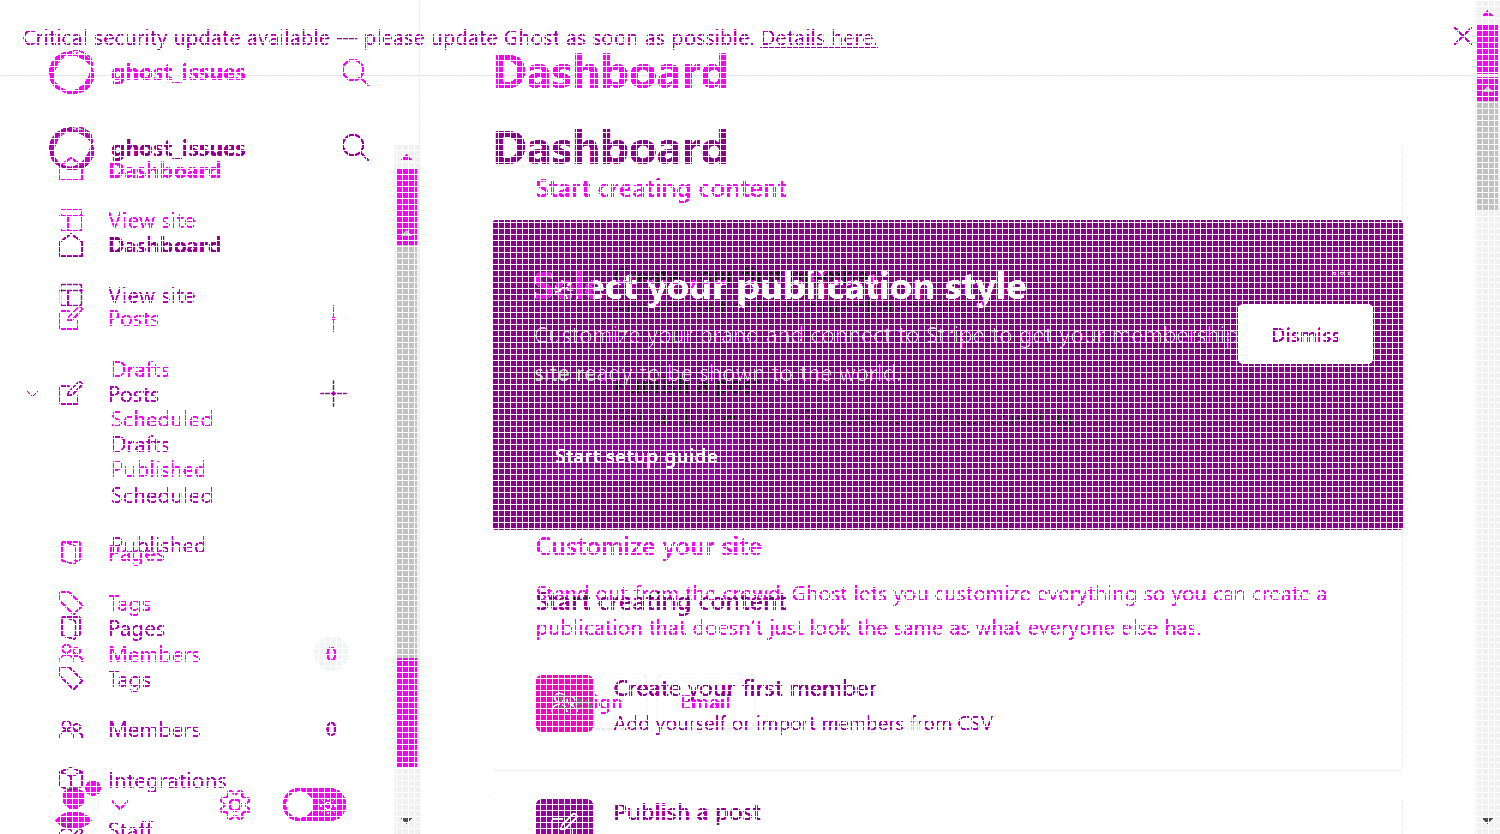 Critical security update available — please update Ghost as soon as possible. Details here.
ghost_issues
Dashboard
ghost_issues
Dashboard
Dashboard
Start creating content
View site
Dashboard
Select your publication style
View site
Posts
Customize your brand and connect to Stripe to get your membership
Dismiss
site ready to be shown to the world.
Drafts
Posts
Scheduled
Drafts
Start setup guide
Published
Scheduled
Published
Pages
Customize your site
Stand out from the crowd. Ghost lets you customize everything so you can create a
Start creating content
publication that doesn't just look the same as what everyone else has.
Tags
Pages
Members 0
Tags
Create your first member
Email
Add yourself or import members from CSV
Members 0
Integrations
Publish a post
Staff